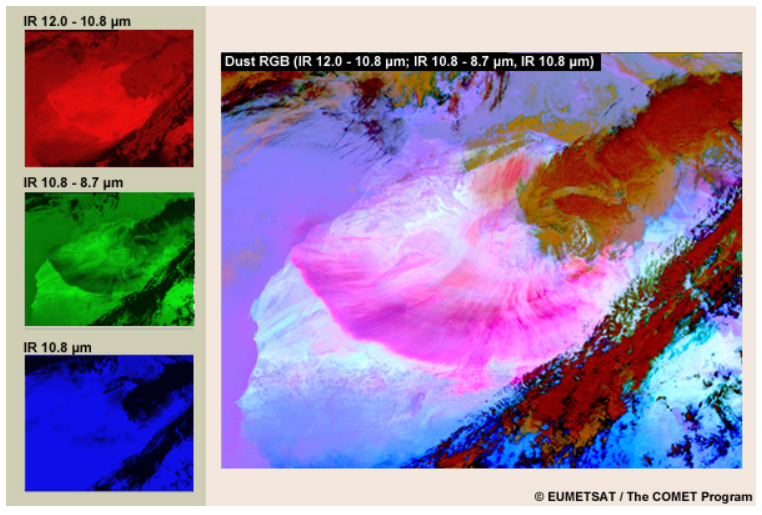 IR 12.0 - 10.8 µm
Dust RGB (IR 12.0 - 10.8 µm; IR 10.8 - 8.7 µm, IR 10.8 µm)
IR 10.8 - 8.7 µm
IR 10.8 µm
© EUMETSAT / The COMET Program